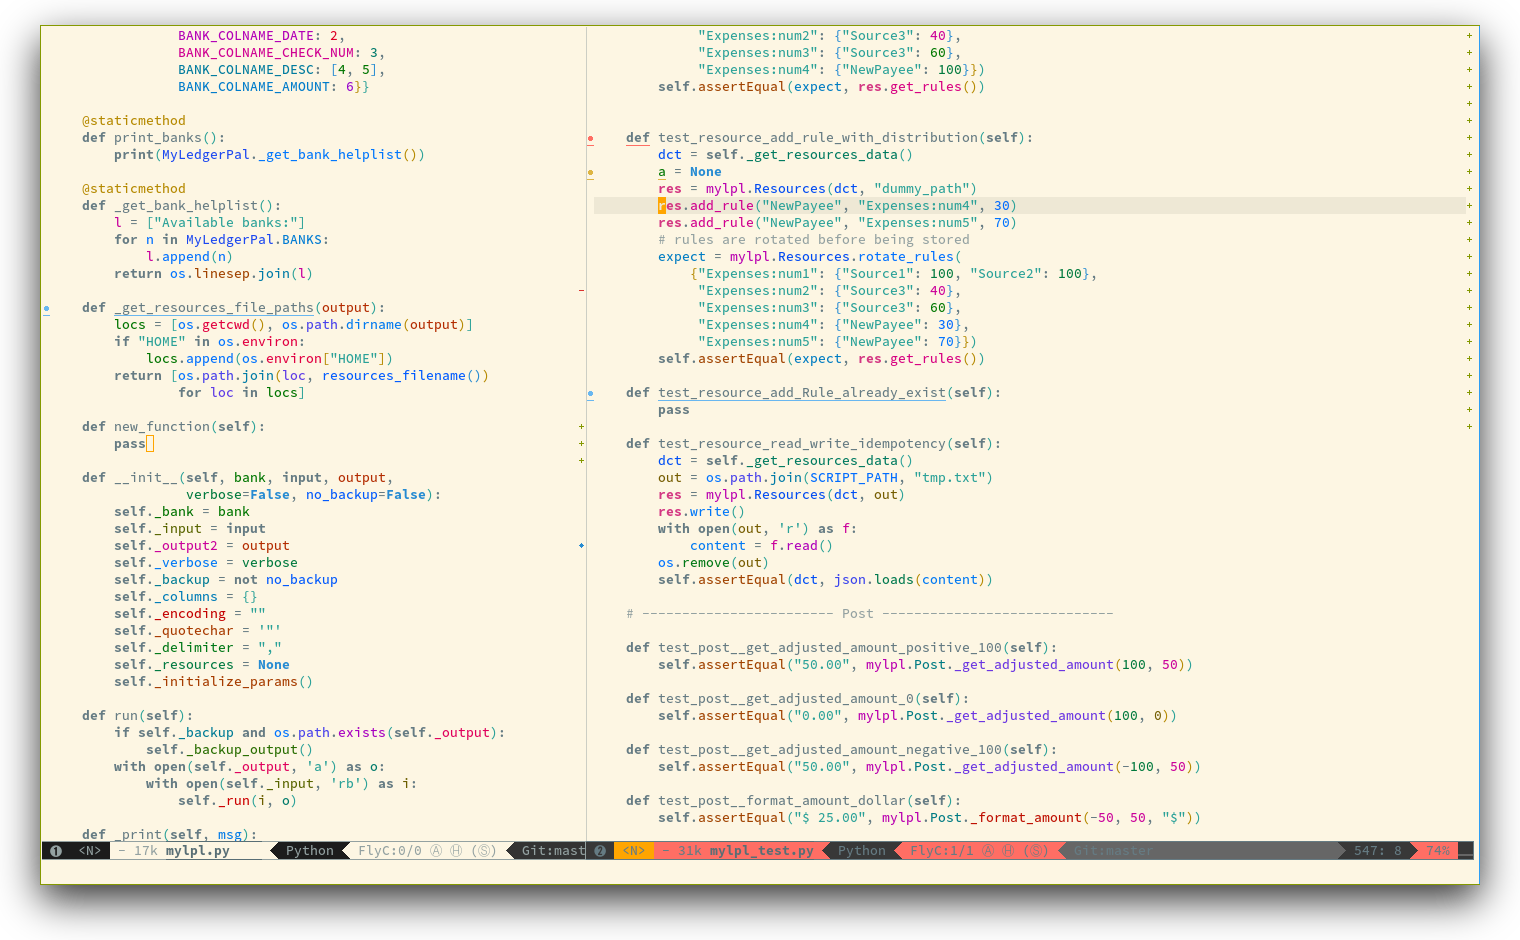 BANK_COLNAME_DATE: 2,
            BANK_COLNAME_CHECK_NUM: 3,
            BANK_COLNAME_DESC: [4, 5],
            BANK_COLNAME_AMOUNT: 6}}

@staticmethod
def print_banks():
    print(MyLedgerPal._get_bank_helplist())

@staticmethod
def _get_bank_helplist():
    l = ["Available banks:"]
    for n in MyLedgerPal.BANKS:
        l.append(n)
    return os.linesep.join(l)

def _get_resources_file_paths(output):
    locs = [os.getcwd(), os.path.dirname(output)]
    if "HOME" in os.environ:
        locs.append(os.environ["HOME"])
    return [os.path.join(loc, resources_filename())
            for loc in locs]

def new_function(self):
    pass

def __init__(self, bank, input, output,
             verbose=False, no_backup=False):
    self._bank = bank
    self._input = input
    self._output2 = output
    self._verbose = verbose
    self._backup = not no_backup
    self._columns = {}
    self._encoding = ""
    self._quotechar = '"'
    self._delimiter = ","
    self._resources = None
    self._initialize_params()

def run(self):
    if self._backup and os.path.exists(self._output):
        self._backup_output()
    with open(self._output, 'a') as o:
        with open(self._input, 'rb') as i:
            self._run(i, o)

def _print(self, msg):
❶ <N> - 17k mylpl.py Python FlyC:0/0 Ⓐ Ⓗ (Ⓢ) Git:mast
         "Expenses:num2": {"Source3": 40},
         "Expenses:num3": {"Source3": 60},
         "Expenses:num4": {"NewPayee": 100}})
    self.assertEqual(expect, res.get_rules())

def test_resource_add_rule_with_distribution(self):
    dct = self._get_resources_data()
    a = None
    res = mylpl.Resources(dct, "dummy_path")
    res.add_rule("NewPayee", "Expenses:num4", 30)
    res.add_rule("NewPayee", "Expenses:num5", 70)
    # rules are rotated before being stored
    expect = mylpl.Resources.rotate_rules(
        {"Expenses:num1": {"Source1": 100, "Source2": 100},
         "Expenses:num2": {"Source3": 40},
         "Expenses:num3": {"Source3": 60},
         "Expenses:num4": {"NewPayee": 30},
         "Expenses:num5": {"NewPayee": 70}})
    self.assertEqual(expect, res.get_rules())

def test_resource_add_Rule_already_exist(self):
    pass

def test_resource_read_write_idempotency(self):
    dct = self._get_resources_data()
    out = os.path.join(SCRIPT_PATH, "tmp.txt")
    res = mylpl.Resources(dct, out)
    res.write()
    with open(out, 'r') as f:
        content = f.read()
    os.remove(out)
    self.assertEqual(dct, json.loads(content))

# ------------------------ Post -----------------------------

def test_post__get_adjusted_amount_positive_100(self):
    self.assertEqual("50.00", mylpl.Post._get_adjusted_amount(100, 50))

def test_post__get_adjusted_amount_0(self):
    self.assertEqual("0.00", mylpl.Post._get_adjusted_amount(100, 0))

def test_post__get_adjusted_amount_negative_100(self):
    self.assertEqual("50.00", mylpl.Post._get_adjusted_amount(-100, 50))

def test_post__format_amount_dollar(self):
    self.assertEqual("$ 25.00", mylpl.Post._format_amount(-50, 50, "$"))
❷ <N> - 31k mylpl_test.py Python FlyC:1/1 Ⓐ Ⓗ (Ⓢ) Git:master 547: 8 74%